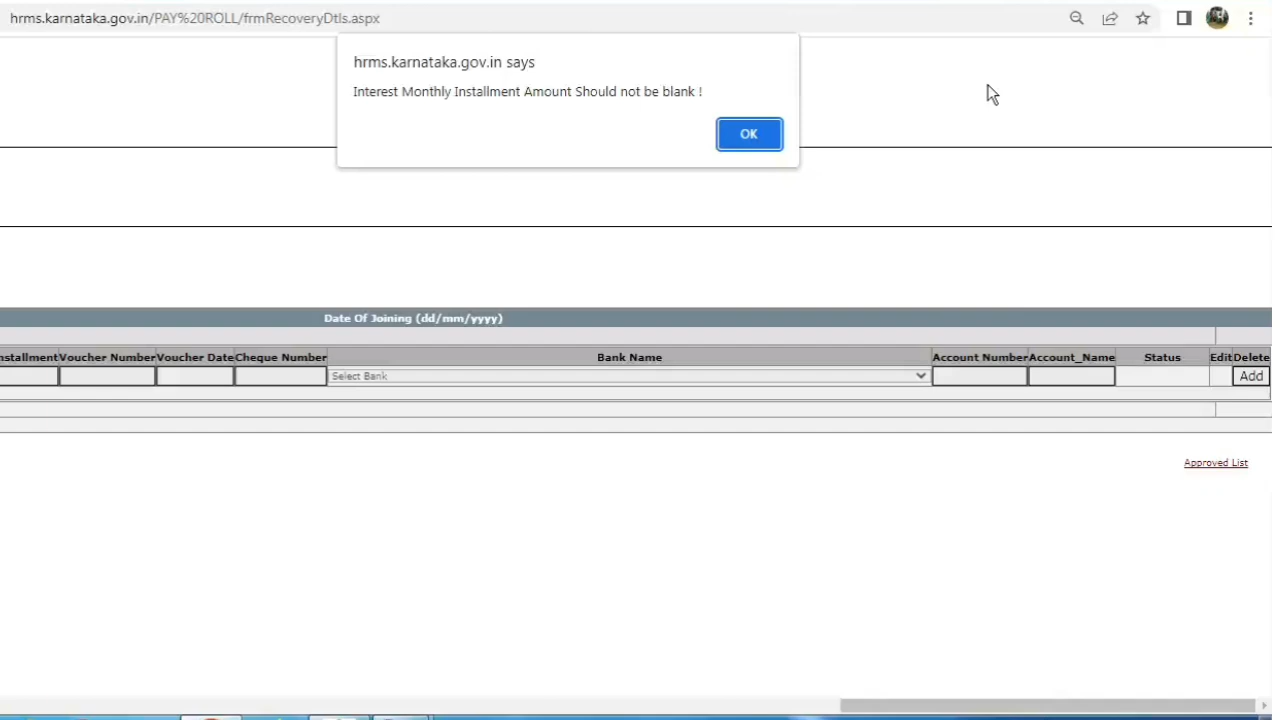 hrms.karnataka.gov.in/PAY%20ROLL/frmRecoveryDtls.aspx
hrms.karnataka.gov.in says
Interest Monthly Installment Amount Should not be blank !
OK
Date Of Joining (dd/mm/yyyy)
nstallment Voucher Number Voucher Date Cheque Number Bank Name Account Number Account_Name Status Edit Delete
Select Bank Add
Approved List